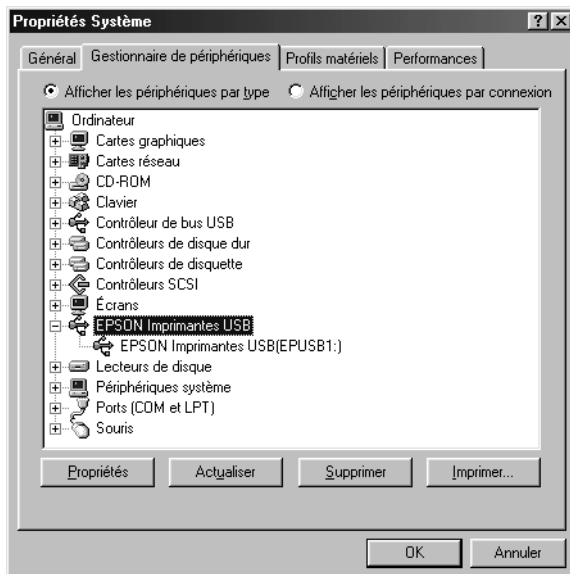 Propriétés Système
Général Gestionnaire de périphériques Profils matériels Performances
Afficher les périphériques par type Afficher les périphériques par connexion
Ordinateur
Cartes graphiques
Cartes réseau
CD-ROM
Clavier
Contrôleur de bus USB
Contrôleurs de disque dur
Contrôleurs de disquette
Contrôleurs SCSI
Écrans
EPSON Imprimantes USB
EPSON Imprimantes USB(EPUSB1:)
Lecteurs de disque
Périphériques système
Ports (COM et LPT)
Souris
Propriétés Actualiser Supprimer Imprimer...
OK Annuler